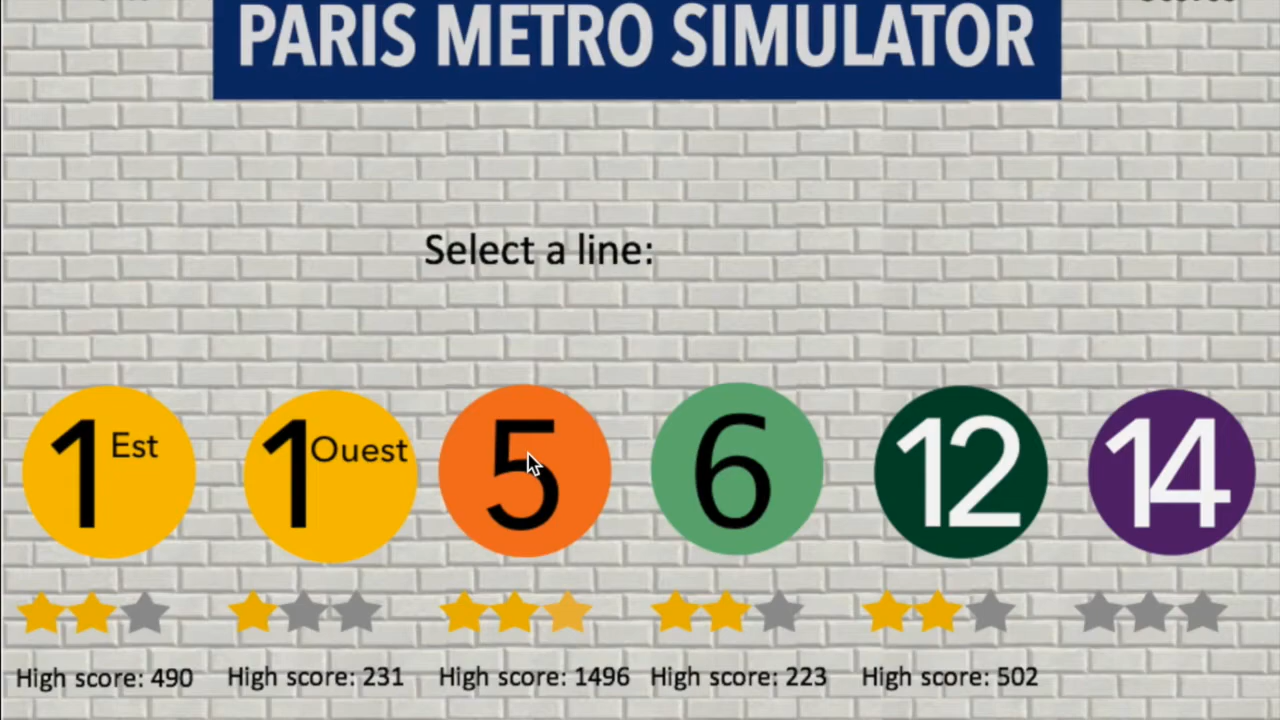 PARIS METRO SIMULATOR
Select a line:
1 Est
1 Ouest
5
6
12
14
High score: 490
High score: 231
High score: 1496
High score: 223
High score: 502